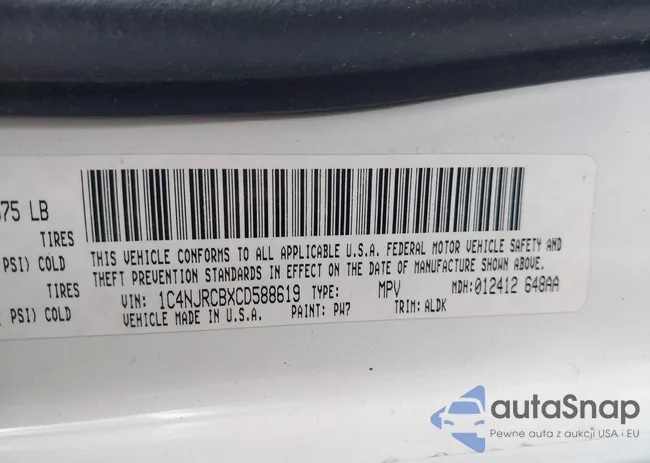 375 LB
TIRES
PSI) COLD
TIRES
PSI) COLD
THIS VEHICLE CONFORMS TO ALL APPLICABLE U.S.A. FEDERAL MOTOR VEHICLE SAFETY AND
THEFT PREVENTION STANDARDS IN EFFECT ON THE DATE OF MANUFACTURE SHOWN ABOVE.
VIN: 1C4NJRCBXCD588619 TYPE: MPV MDH:012412 648AA
VEHICLE MADE IN U.S.A. PAINT: PW7 TRIM: ALDK
autaSnap
Pewne auta z aukcji USA i EU